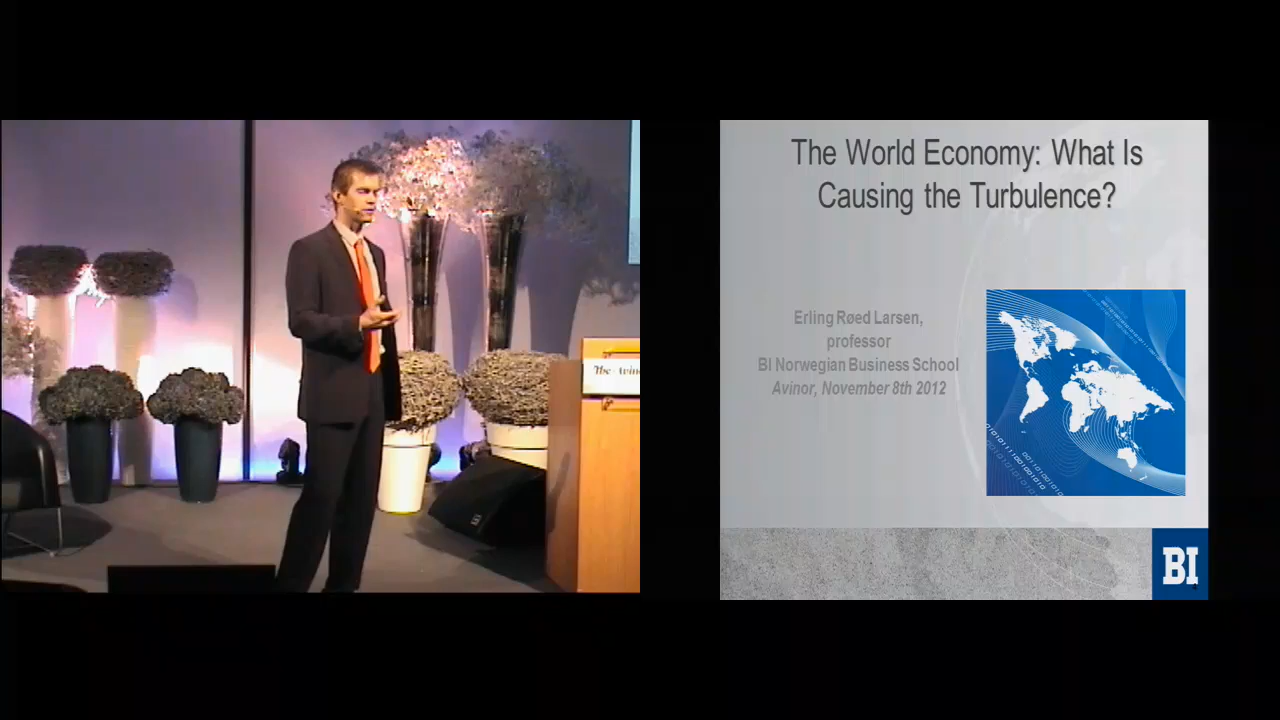 The World Economy: What Is
Causing the Turbulence?
Erling Røed Larsen,
professor
BI Norwegian Business School
Avinor, November 8th 2012
BI